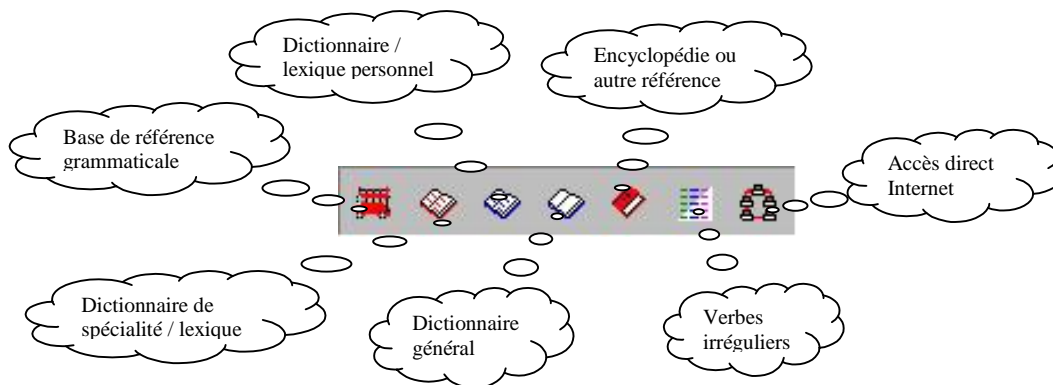 Dictionnaire /
lexique personnel
Encyclopédie ou
autre référence
Base de référence
grammaticale
Accès direct
Internet
Dictionnaire de
spécialité / lexique
Dictionnaire
général
Verbes
irréguliers